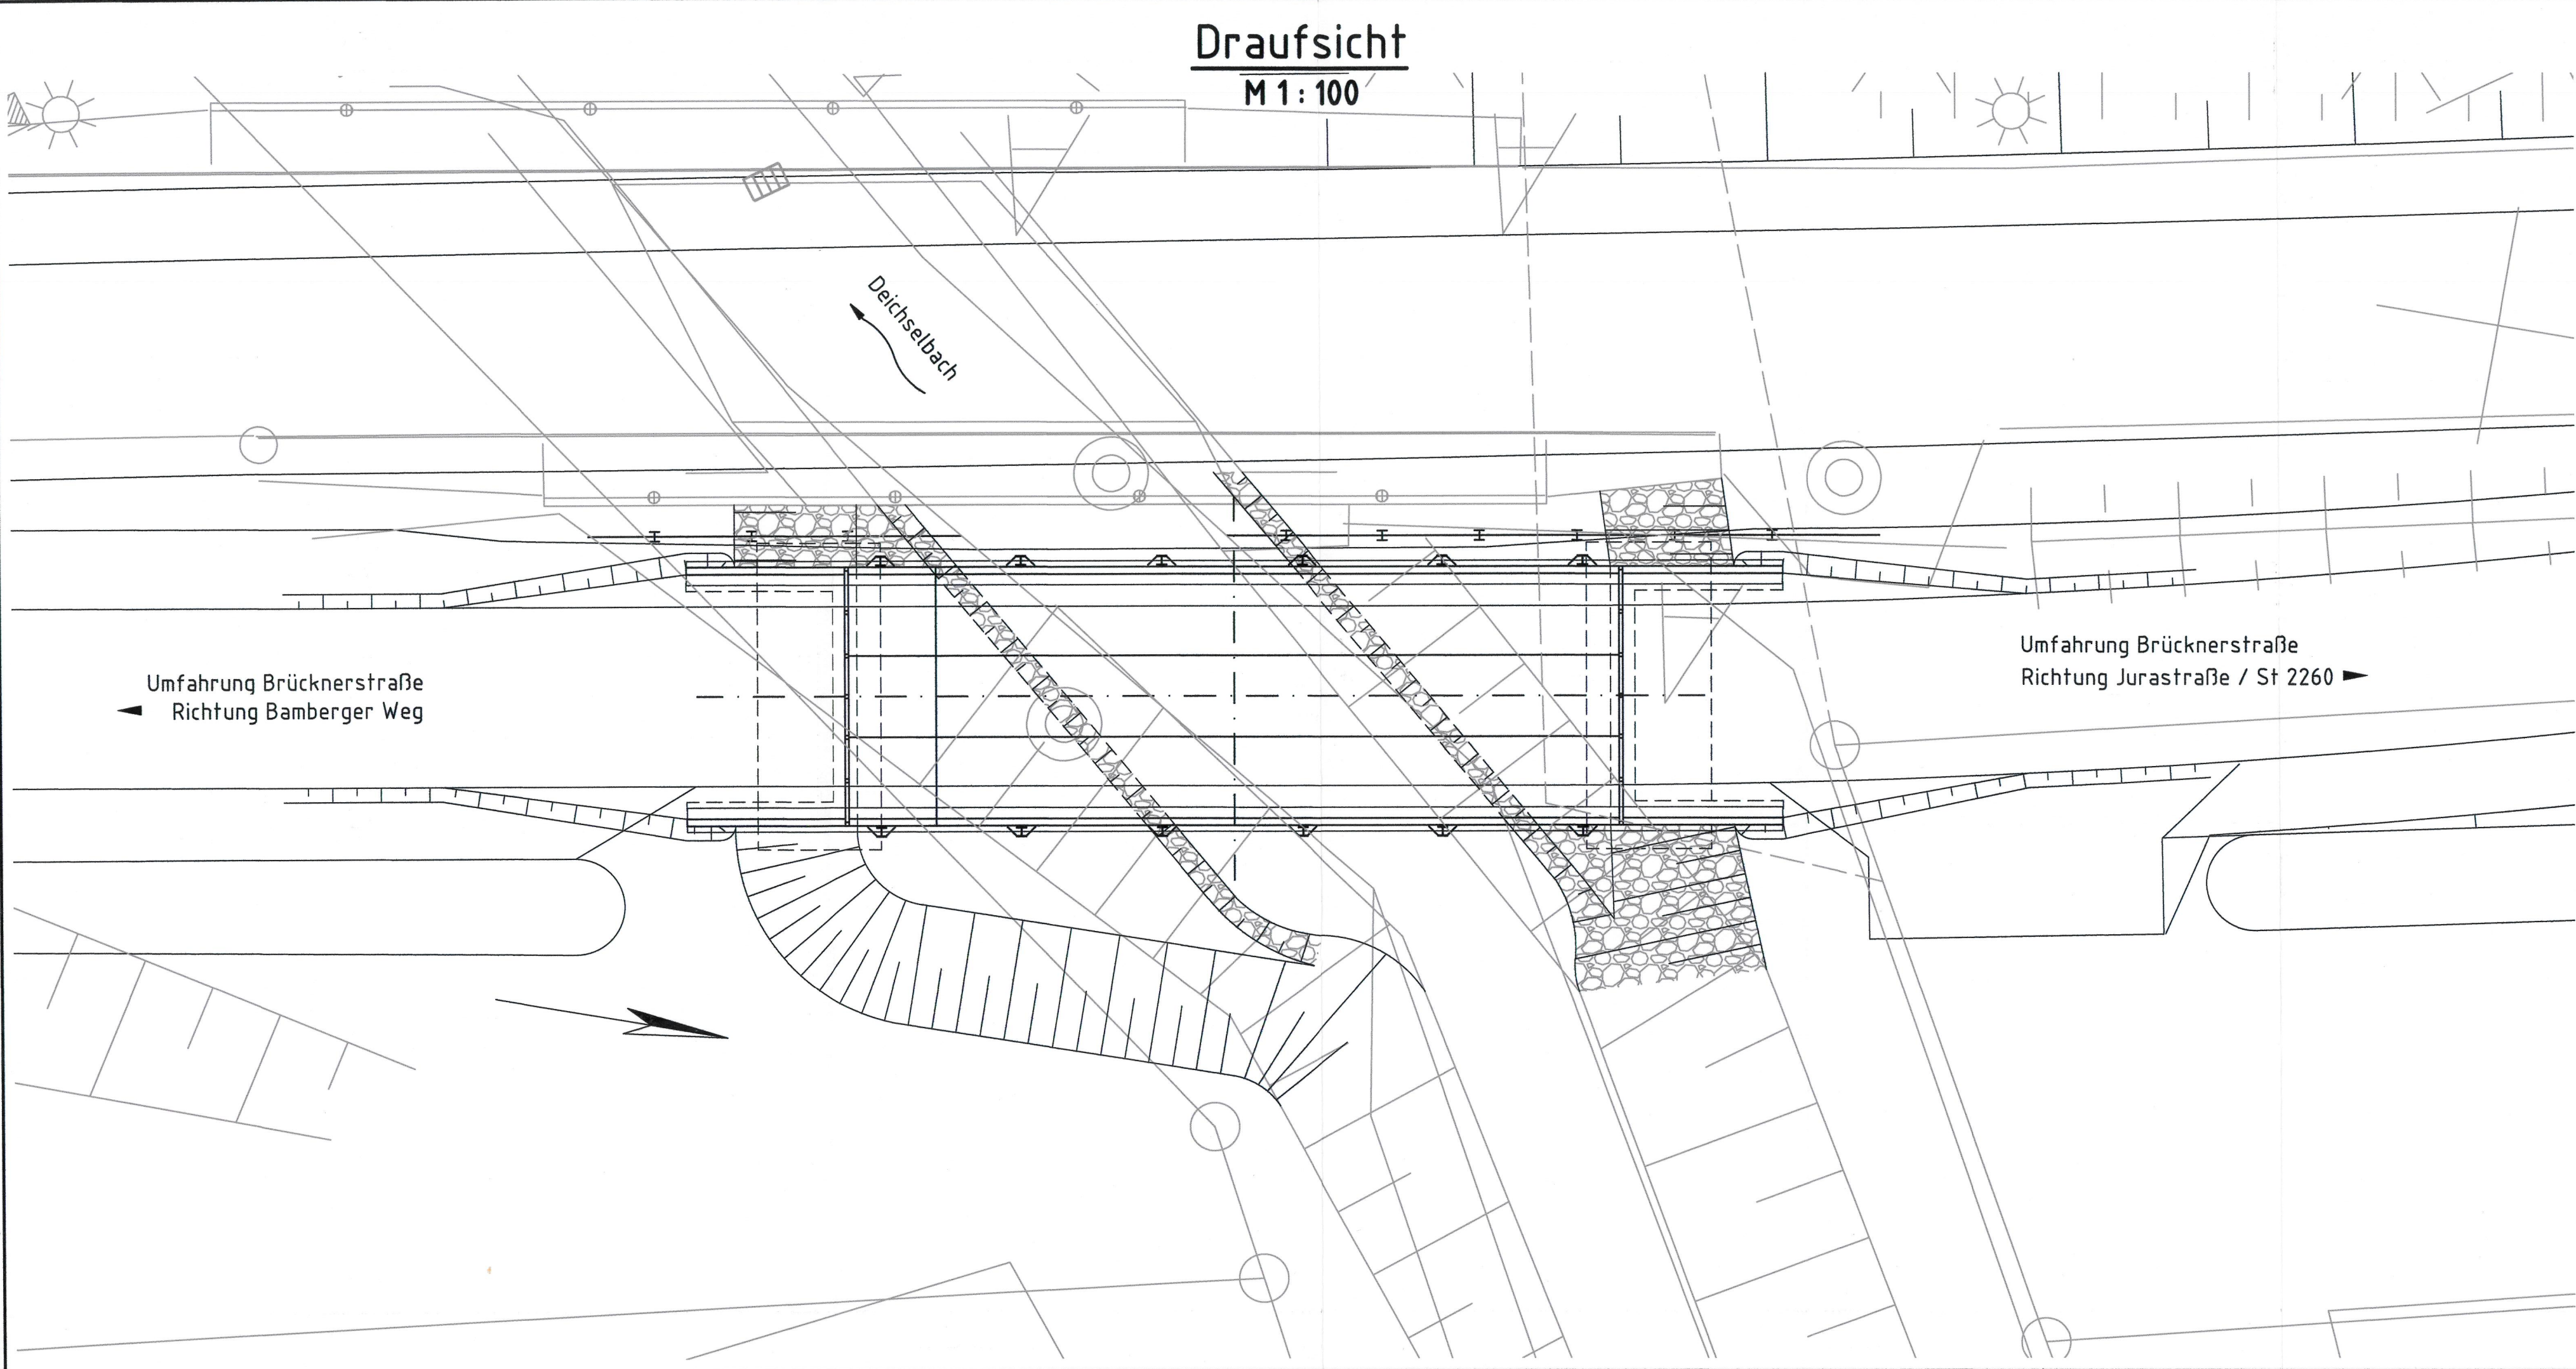 Draufsicht
M 1 : 100
Deichselbach
Umfahrung Brücknerstraße
Richtung Bamberger Weg
Umfahrung Brücknerstraße
Richtung Jurastraße / St 2260